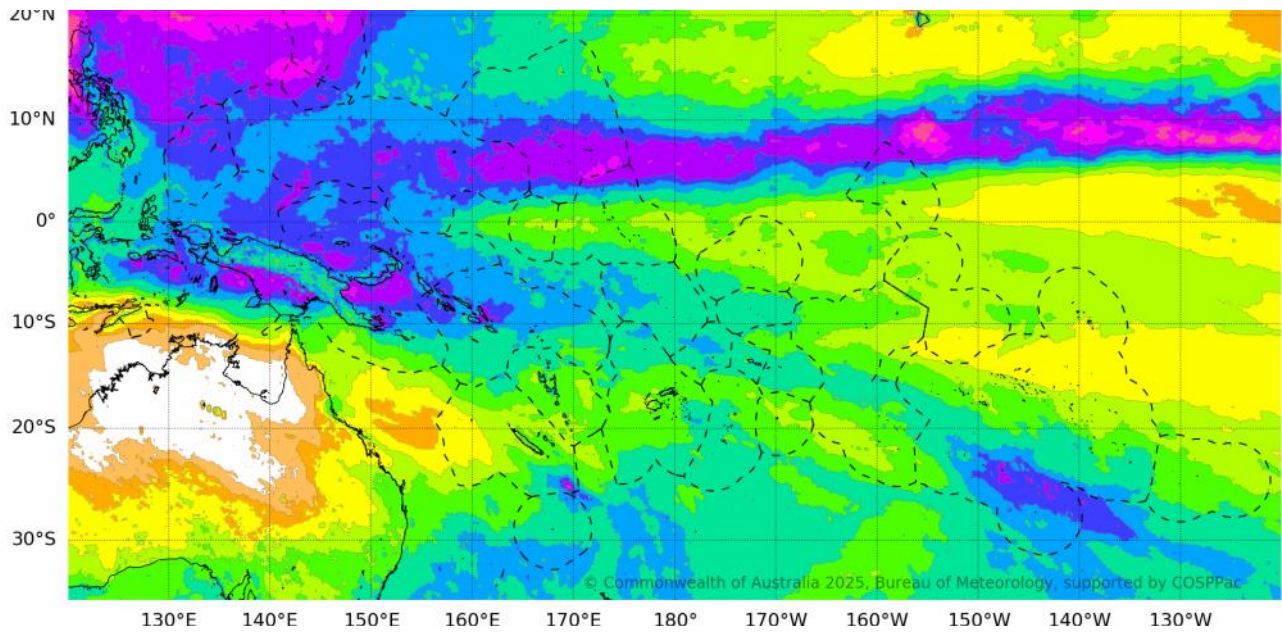 20°N
10°N
0°
10°S
20°S
30°S
© Commonwealth of Australia 2025, Bureau of Meteorology, supported by COSPPac
130°E 140°E 150°E 160°E 170°E 180° 170°W 160°W 150°W 140°W 130°W